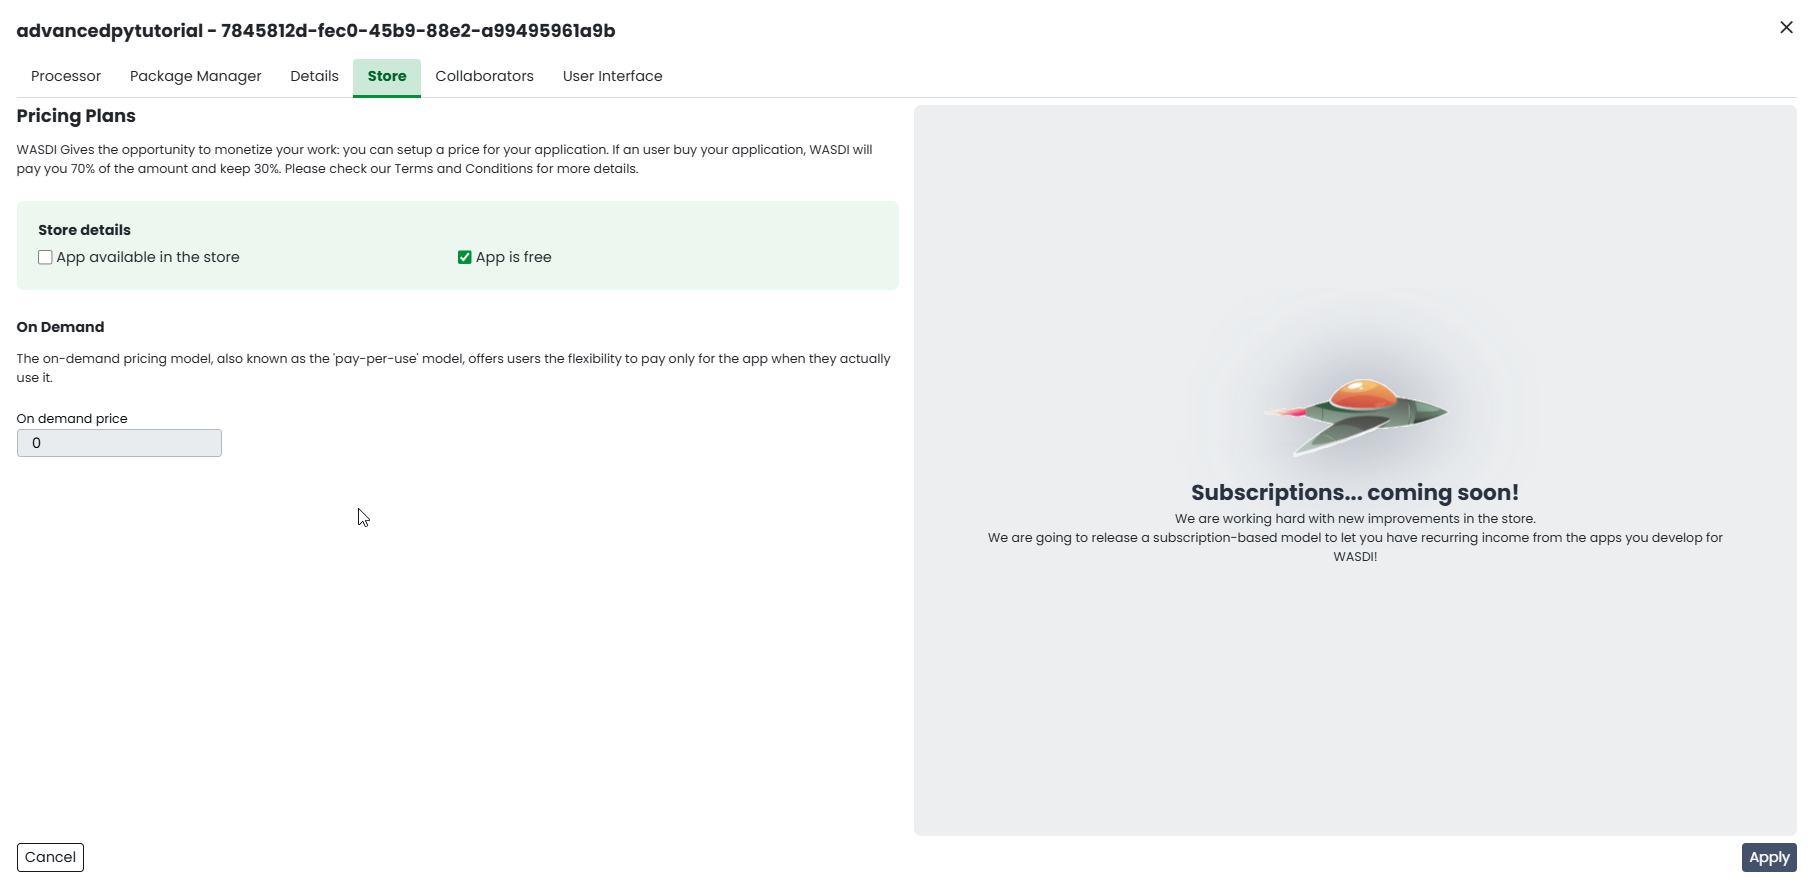 advancedpytutorial - 7845812d-fec0-45b9-88e2-a99495961a9b
Processor
Package Manager
Details
Store
Collaborators
User Interface
Pricing Plans
WASDI Gives the opportunity to monetize your work: you can setup a price for your application. If an user buy your application, WASDI will
pay you 70% of the amount and keep 30%. Please check our Terms and Conditions for more details.
Store details
App available in the store
App is free
On Demand
The on-demand pricing model, also known as the 'pay-per-use' model, offers users the flexibility to pay only for the app when they actually
use it.
On demand price
0
Subscriptions... coming soon!
We are working hard with new improvements in the store.
We are going to release a subscription-based model to let you have recurring income from the apps you develop for
WASDI!
Cancel
Apply